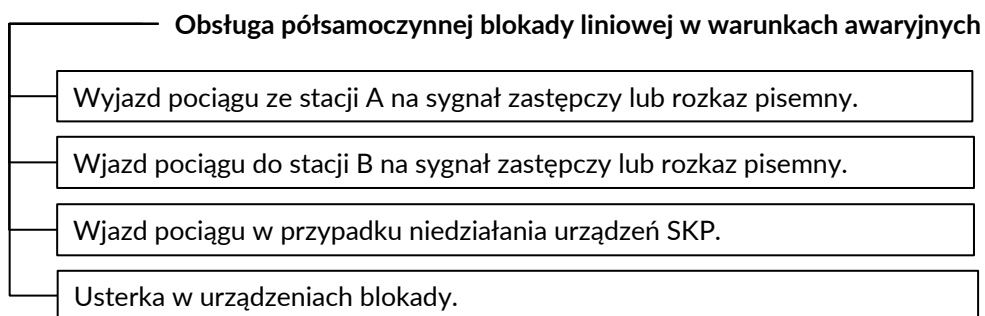 Obsługa półsamoczynnej blokady liniowej w warunkach awaryjnych
Wyjazd pociągu ze stacji A na sygnał zastępczy lub rozkaz pisemny.
Wjazd pociągu do stacji B na sygnał zastępczy lub rozkaz pisemny.
Wjazd pociągu w przypadku niedziałania urządzeń SKP.
Usterka w urządzeniach blokady.